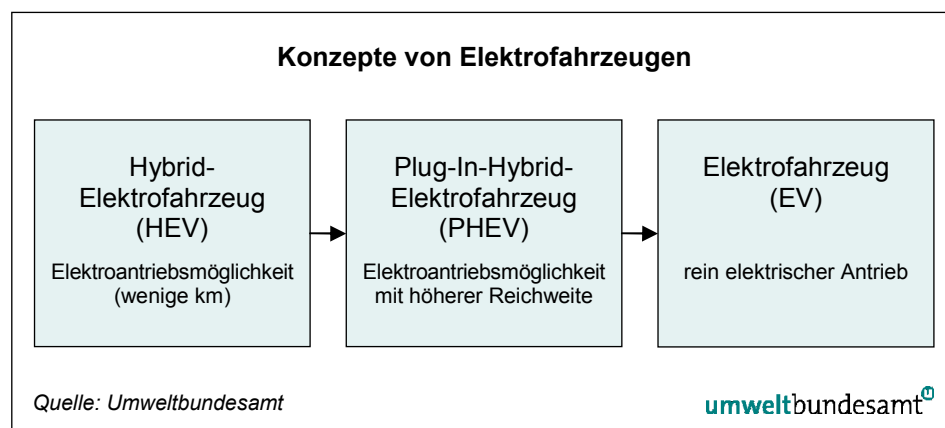 Konzepte von Elektrofahrzeugen
Hybrid-
Elektrofahrzeug
(HEV)
Elektroantriebsmöglichkeit
(wenige km)
Plug-In-Hybrid-
Elektrofahrzeug
(PHEV)
Elektroantriebsmöglichkeit
mit höherer Reichweite
Elektrofahrzeug
(EV)
rein elektrischer Antrieb
Quelle: Umweltbundesamt
umweltbundesamt